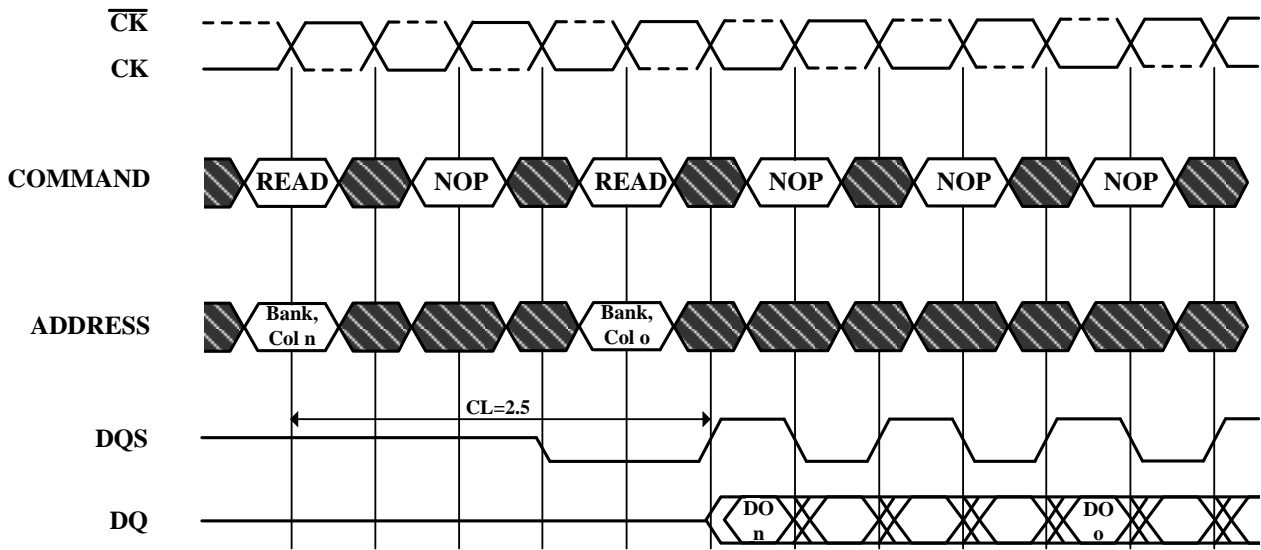 C̅K̅
CK
COMMAND
READ
NOP
READ
NOP
NOP
NOP
ADDRESS
Bank,
Col n
Bank,
Col o
CL=2.5
DQS
DQ
DO
n
DO
o